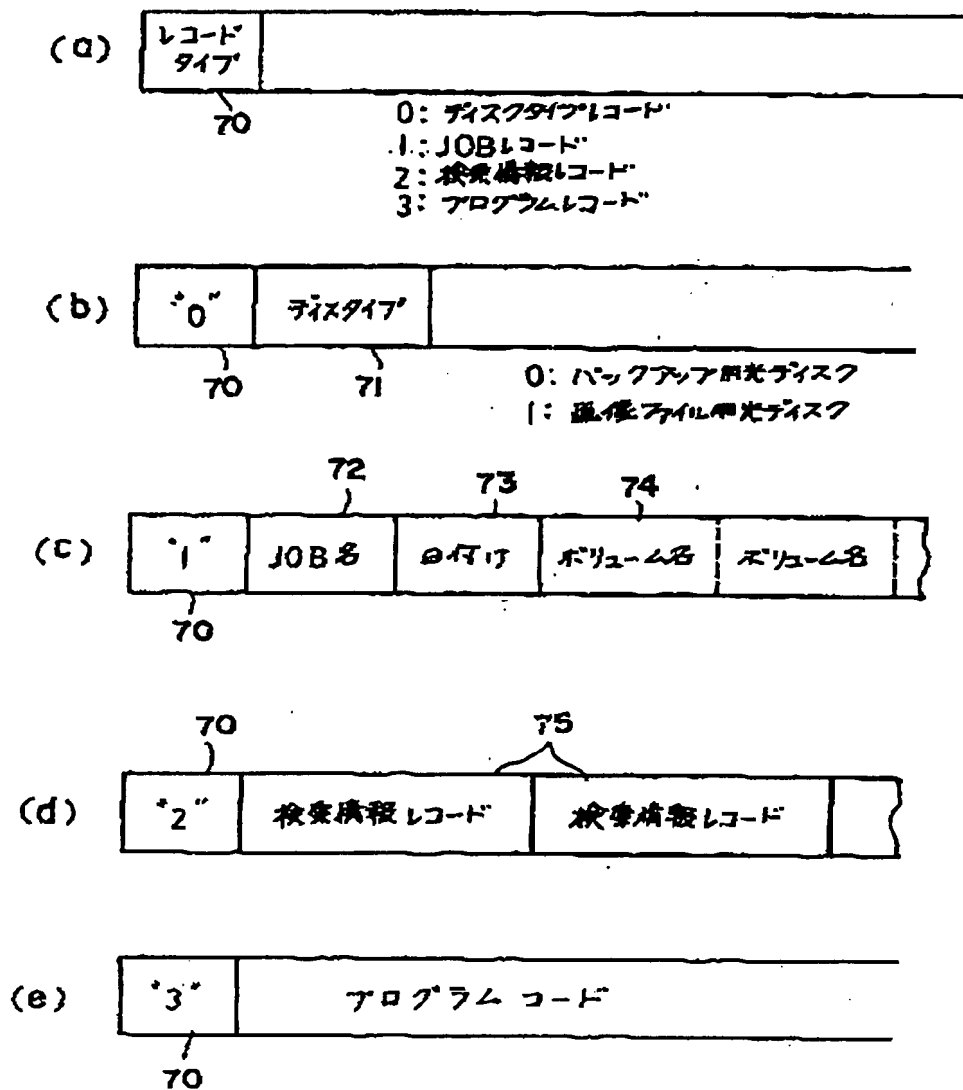 (a) レコード
タイプ
70
0: ディスクタイプレコード
1: JOBレコード
2: 検索情報レコード
3: プログラムレコード
(b) "0" ディスタイプ
70 71
0: バックアップ用光ディスク
1: 画像ファイル用光ディスク
72 73 74
(c) "1" JOB名 日付け ボリューム名 ボリューム名
70
70 75
(d) "2" 検索情報レコード 検索情報レコード
(e) "3" プログラム コード
70